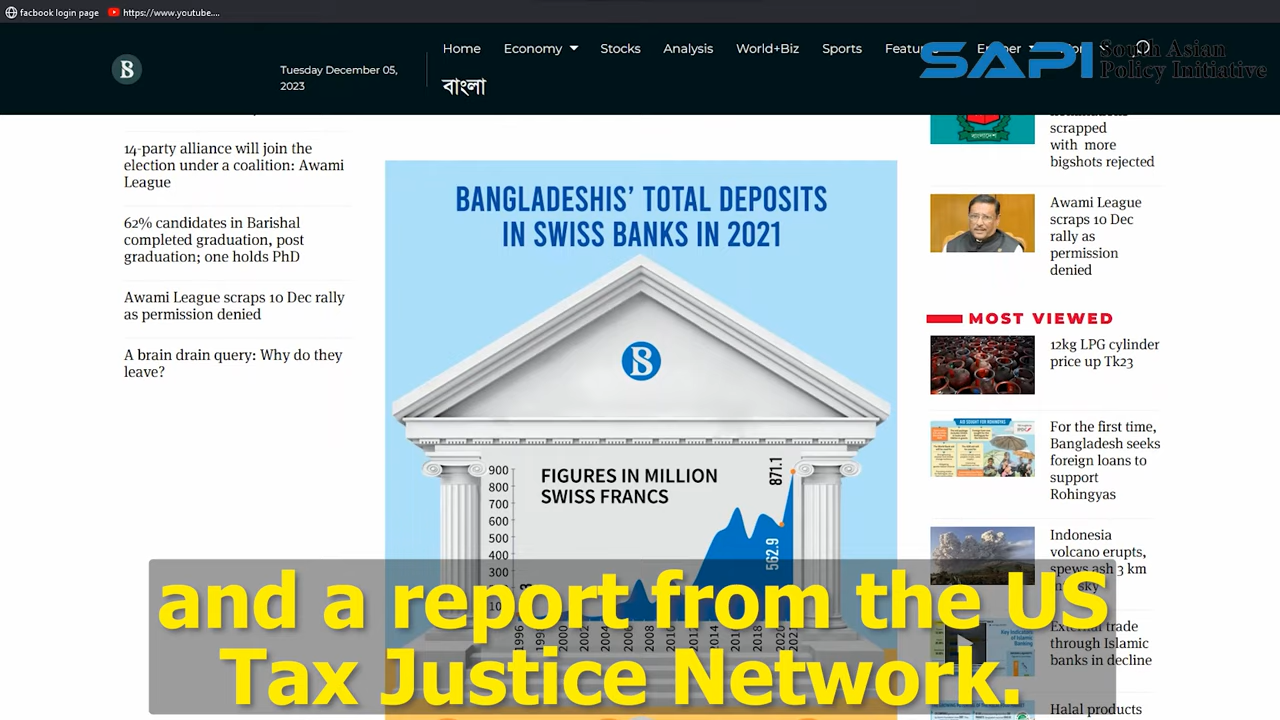 facbook login page
https://www.youtube....
B
Tuesday December 05,
2023
Home
Economy
Stocks
Analysis
World+Biz
Sports
বাংলা
SAPI
South Asian
Policy Initiative
14-party alliance will join the
election under a coalition: Awami
League
62% candidates in Barishal
completed graduation, post
graduation; one holds PhD
Awami League scraps 10 Dec rally
as permission denied
A brain drain query: Why do they
leave?
BANGLADESHIS' TOTAL DEPOSITS
IN SWISS BANKS IN 2021
B
FIGURES IN MILLION
SWISS FRANCS
900
800
700
600
500
400
300
871.1
562.9
1996
2000
2002
2004
2006
2008
2010
2012
2014
2016
2018
2020
2021
scrapped
with more
bigshots rejected
Awami League
scraps 10 Dec
rally as
permission
denied
MOST VIEWED
12kg LPG cylinder
price up Tk23
For the first time,
Bangladesh seeks
foreign loans to
support
Rohingyas
Indonesia
volcano erupts,
spews ash 3 km
External trade
through Islamic
banks in decline
Halal products
and a report from the US
Tax Justice Network.